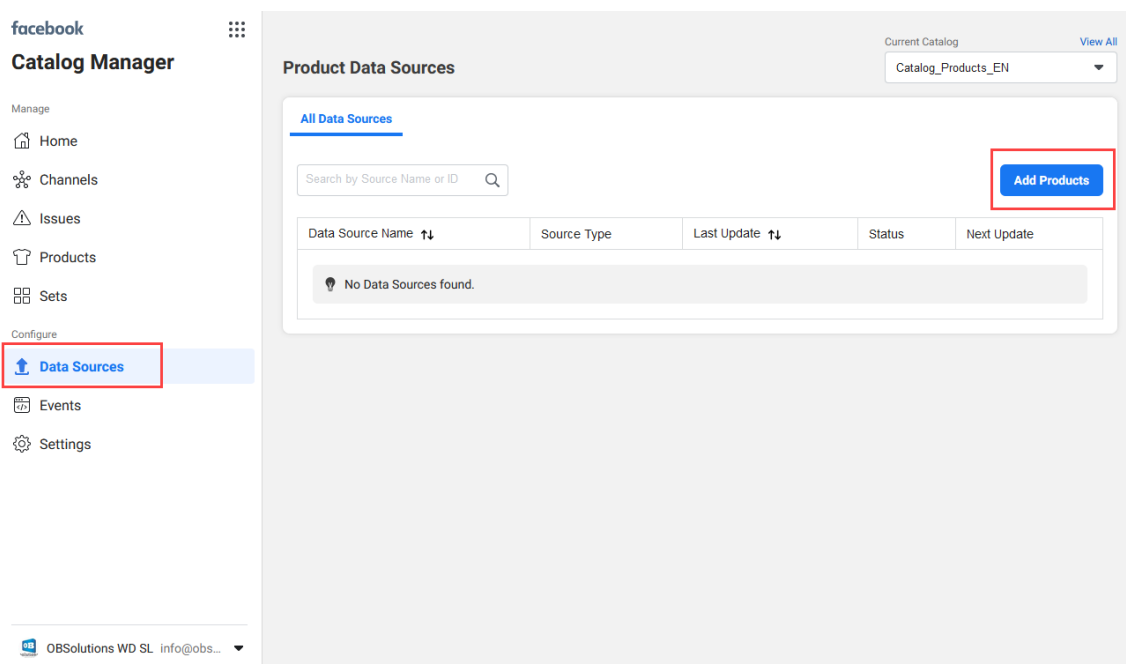 facebook
Catalog Manager
Manage
Home
Channels
Issues
Products
Sets
Configure
Data Sources
Events
Settings
OBSolutions WD SL info@obs...
Product Data Sources
Current Catalog View All
Catalog_Products_EN
All Data Sources
Search by Source Name or ID
Add Products
Data Source Name Source Type Last Update Status Next Update
No Data Sources found.